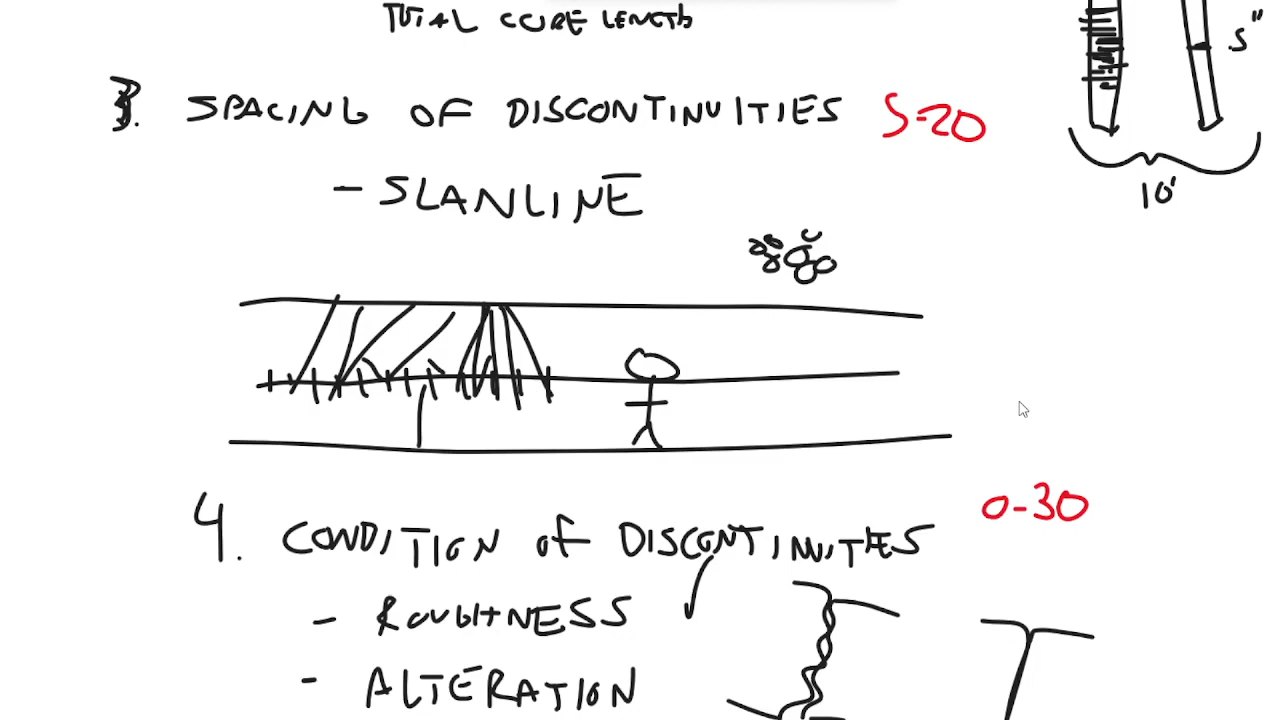 TOTAL CORE LENGTH
5"
3. SPACING OF DISCONTINUITIES 5-20
- SCANLINE
10'
4. CONDITION OF DISCONTINUITIES 0-30
- ROUGHNESS
- ALTERATION